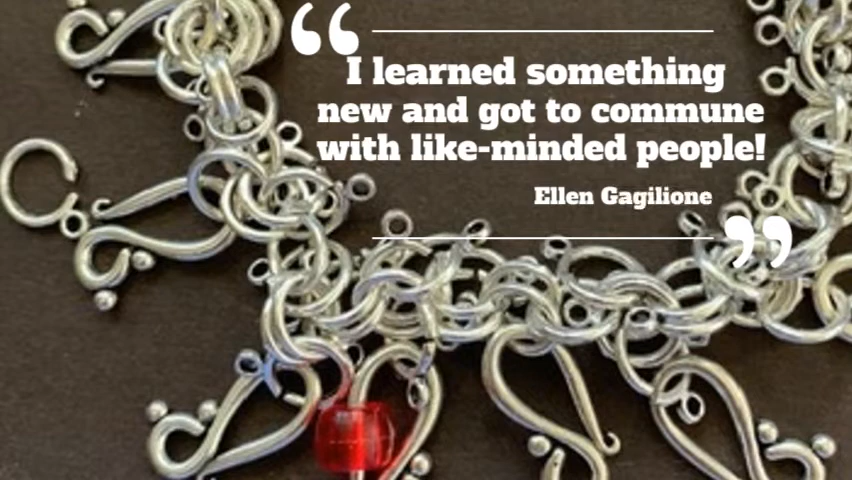 I learned something
new and got to commune
with like-minded people!
Ellen Gagilione